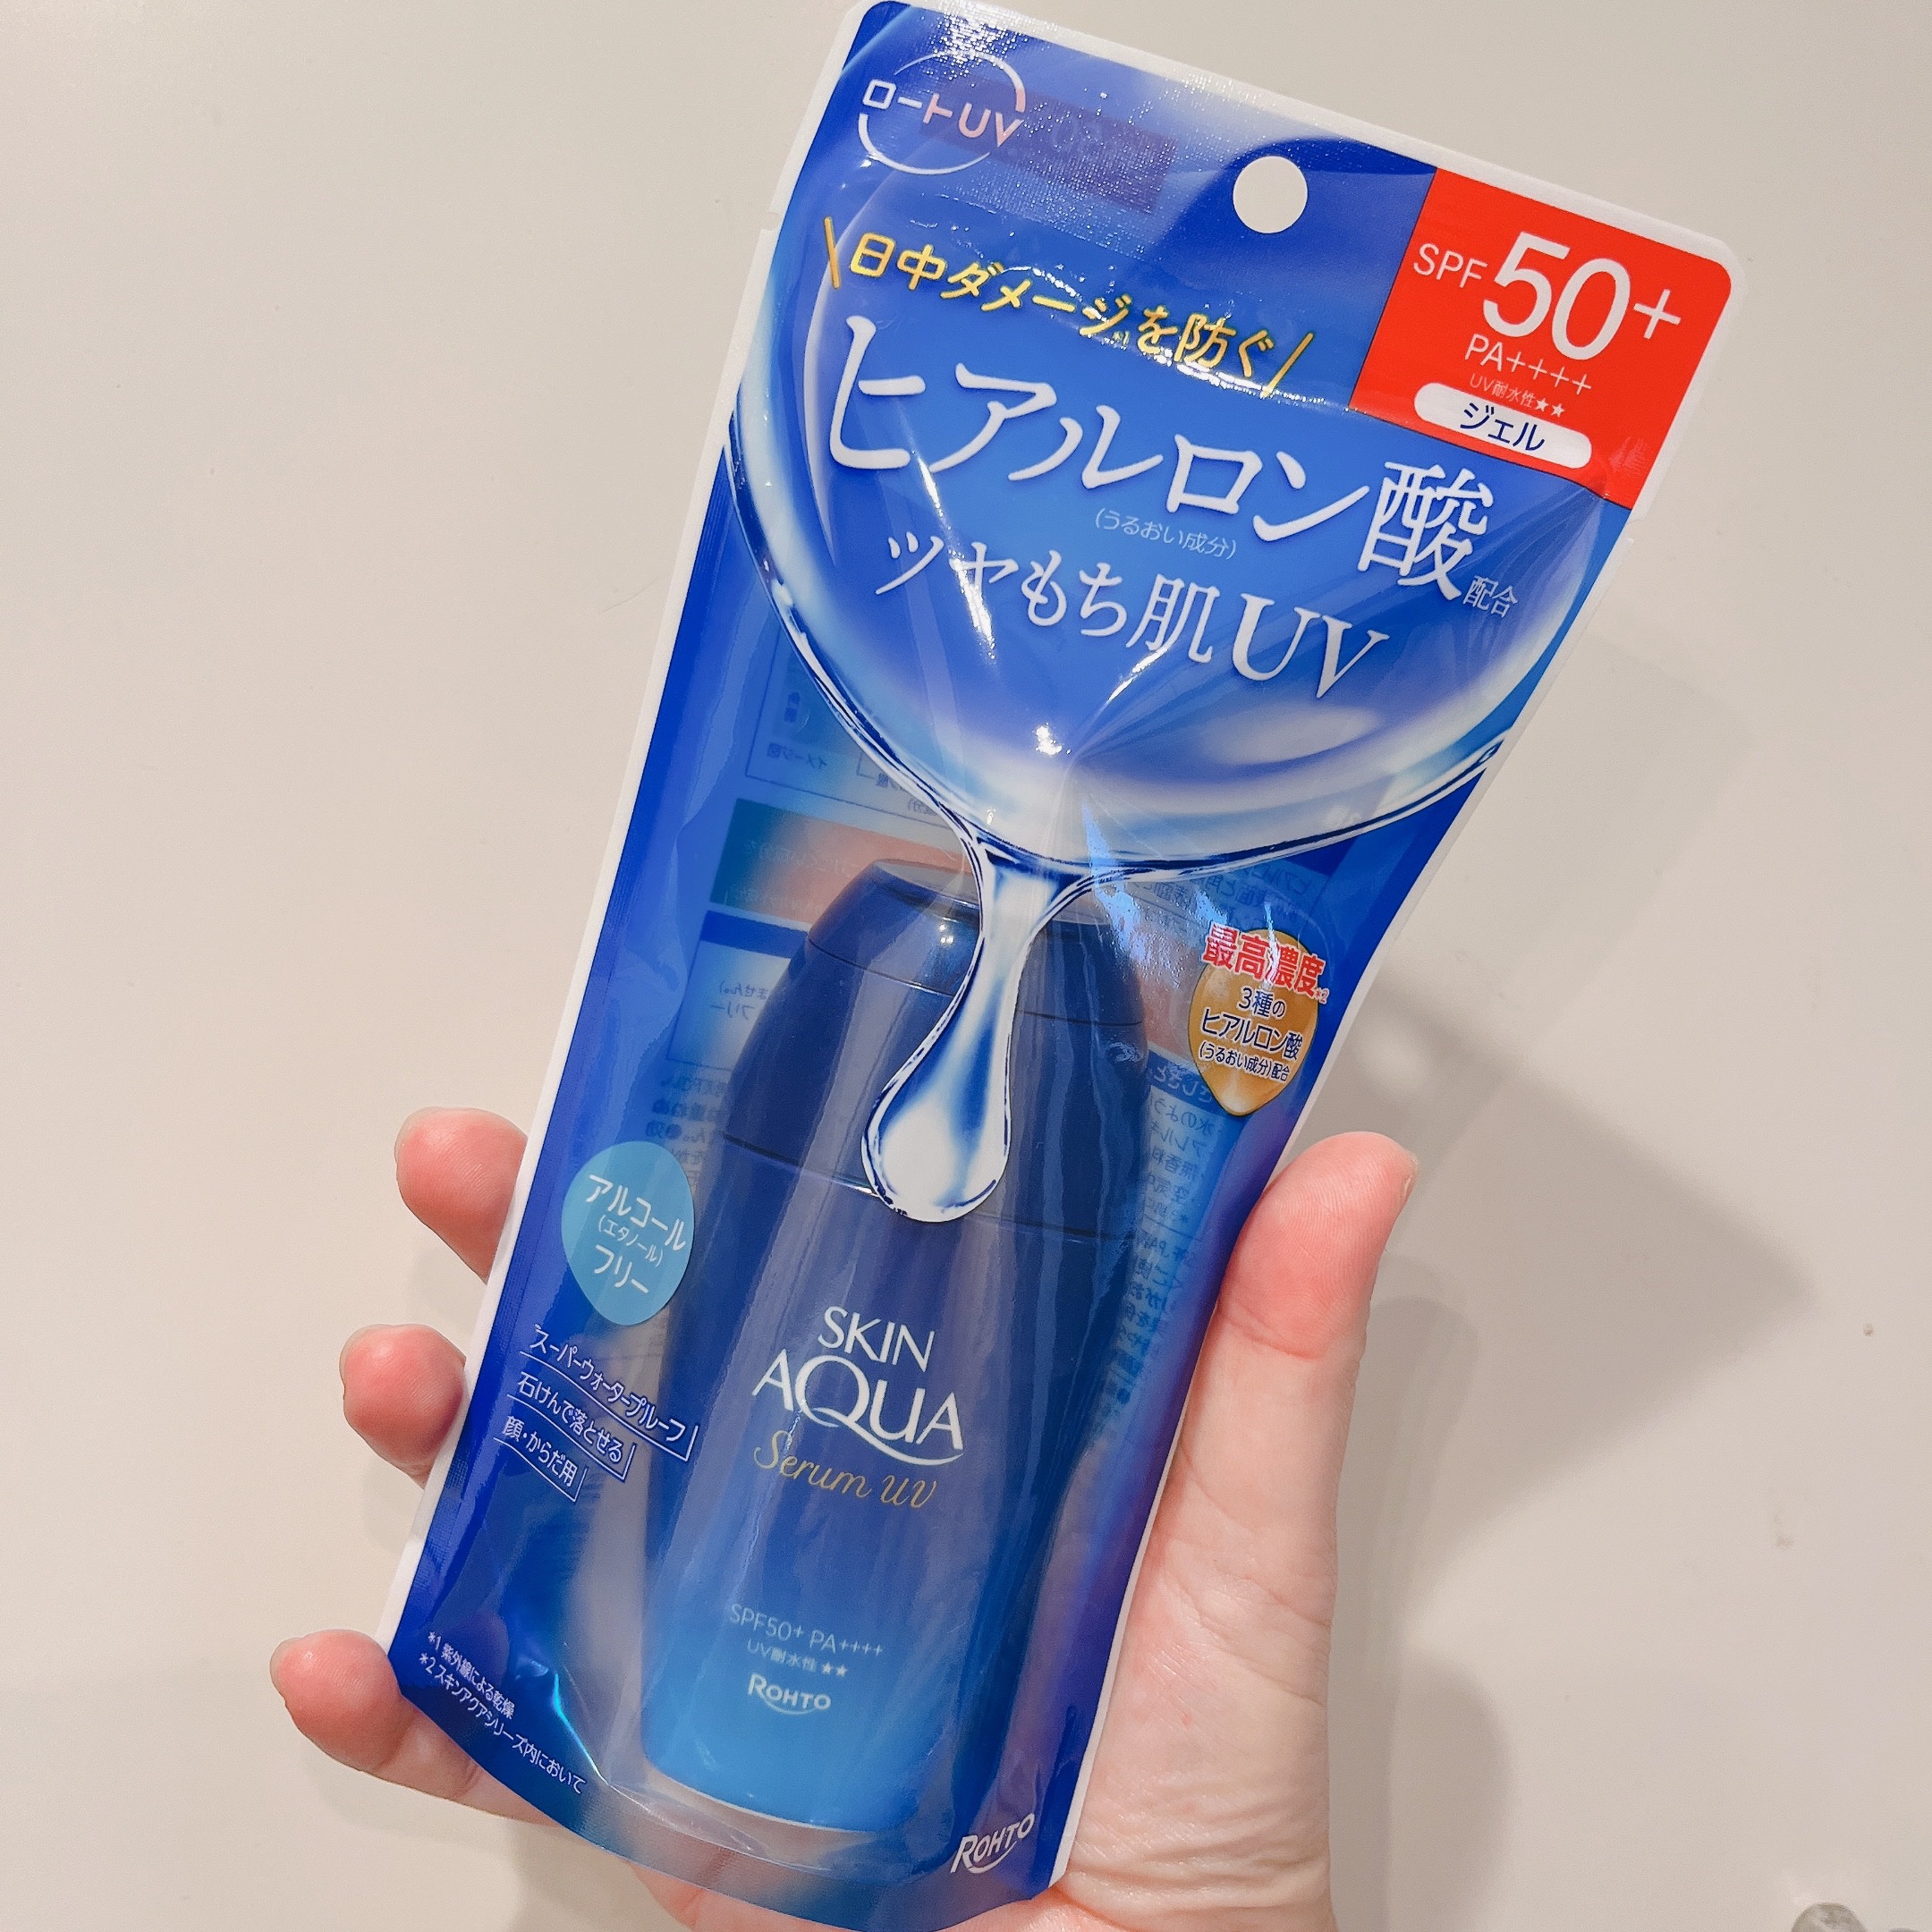 ロートUV
日中ダメージ*1を防ぐ
ヒアルロン酸配合
(うるおい成分)
ツヤもち肌UV
SPF50+
PA++++
UV耐水性★★
ジェル
最高濃度*2
3種の
ヒアルロン酸
(うるおい成分)配合
アルコール
(エタノール)
フリー
スーパーウォータープルーフ
石けんで落とせる
顔・からだ用
SKIN
AQUA
Serum UV
SPF50+ PA++++
UV耐水性★★
ROHTO
*1 紫外線による乾燥
*2 スキンアクアシリーズ内において
ROHTO